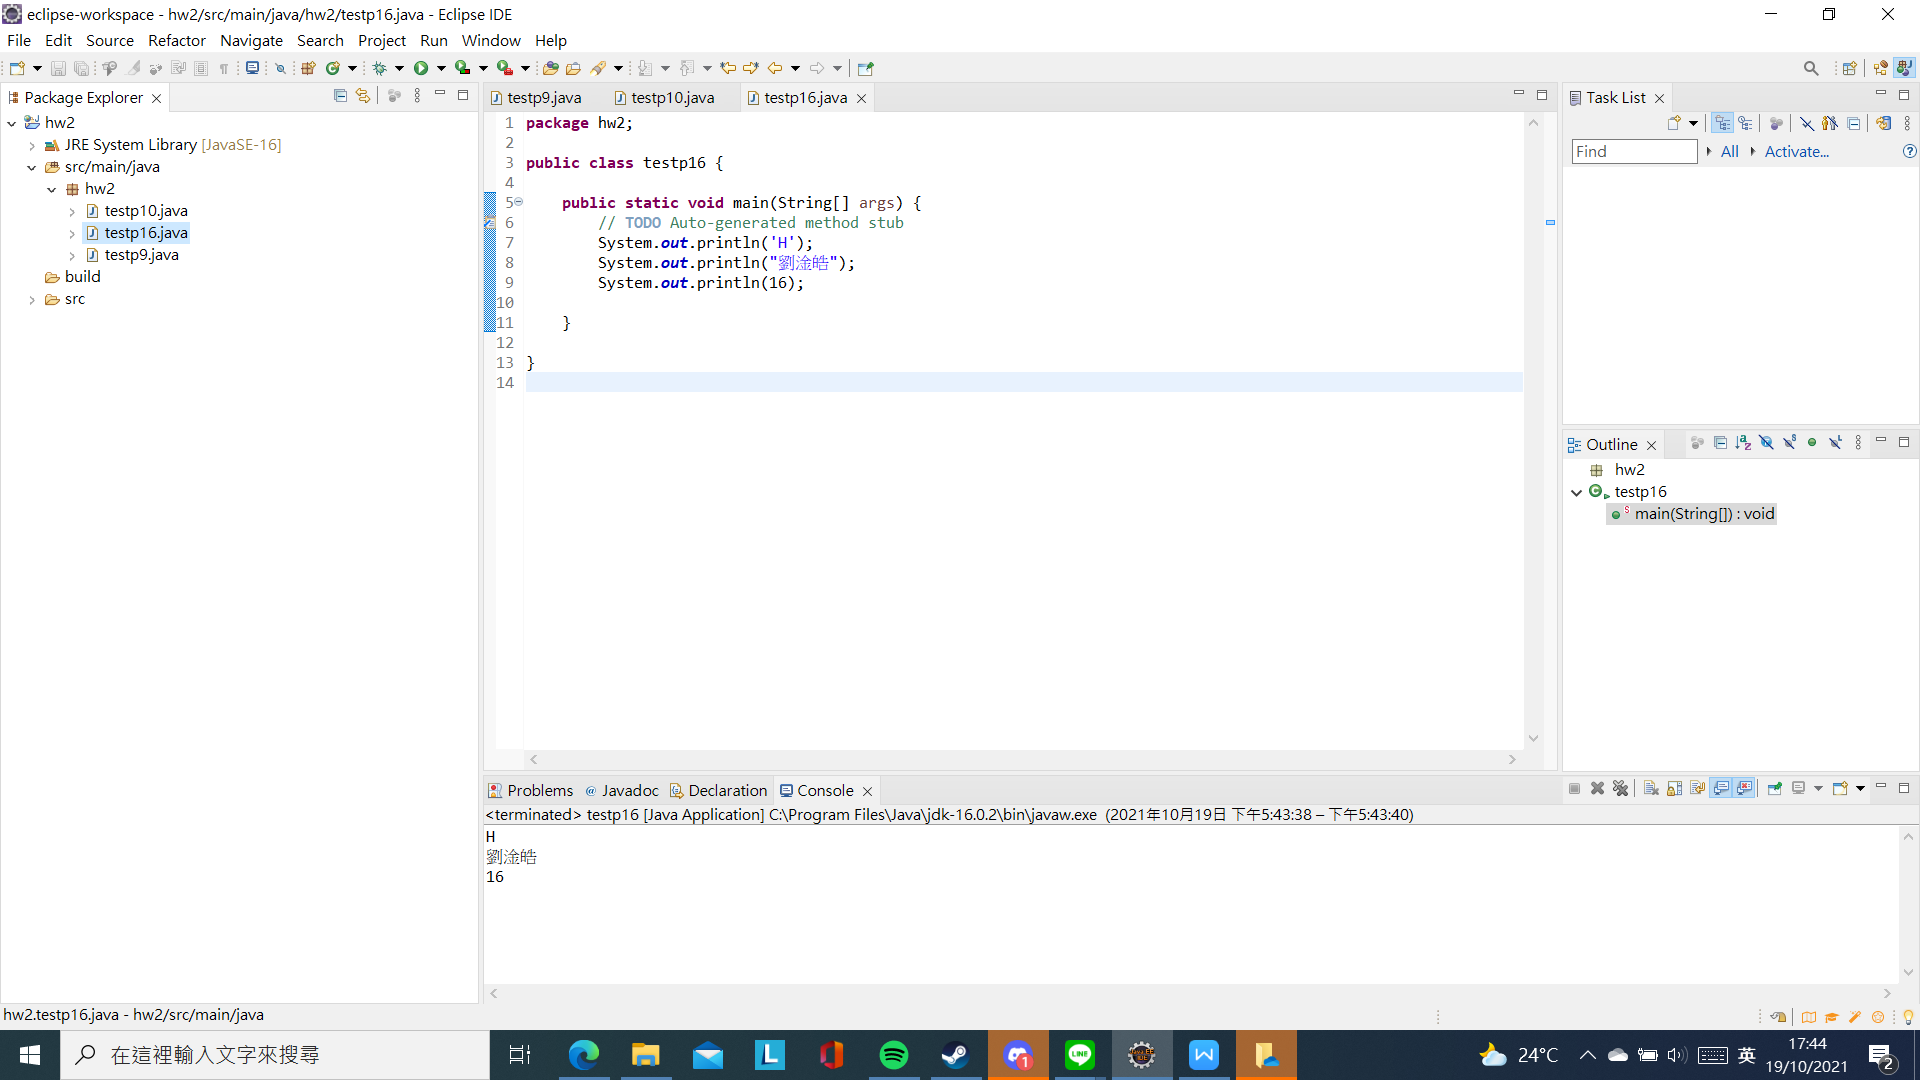 eclipse-workspace - hw2/src/main/java/hw2/testp16.java - Eclipse IDE
File Edit Source Refactor Navigate Search Project Run Window Help
Package Explorer
hw2
JRE System Library [JavaSE-16]
src/main/java
hw2
testp10.java
testp16.java
testp9.java
build
src
testp9.java testp10.java testp16.java
1 package hw2;
2
3 public class testp16 {
4
5 public static void main(String[] args) {
6 // TODO Auto-generated method stub
7 System.out.println('H');
8 System.out.println("劉淦皓");
9 System.out.println(16);
10
11 }
12
13 }
14
Task List
Find All Activate...
Outline
hw2
testp16
main(String[]) : void
Problems @ Javadoc Declaration Console
<terminated> testp16 [Java Application] C:\Program Files\Java\jdk-16.0.2\bin\javaw.exe (2021年10月19日 下午5:43:38 – 下午5:43:40)
H
劉淦皓
16
hw2.testp16.java - hw2/src/main/java
在這裡輸入文字來搜尋
L
1
LINE
W
24°C
英
17:44
19/10/2021
2